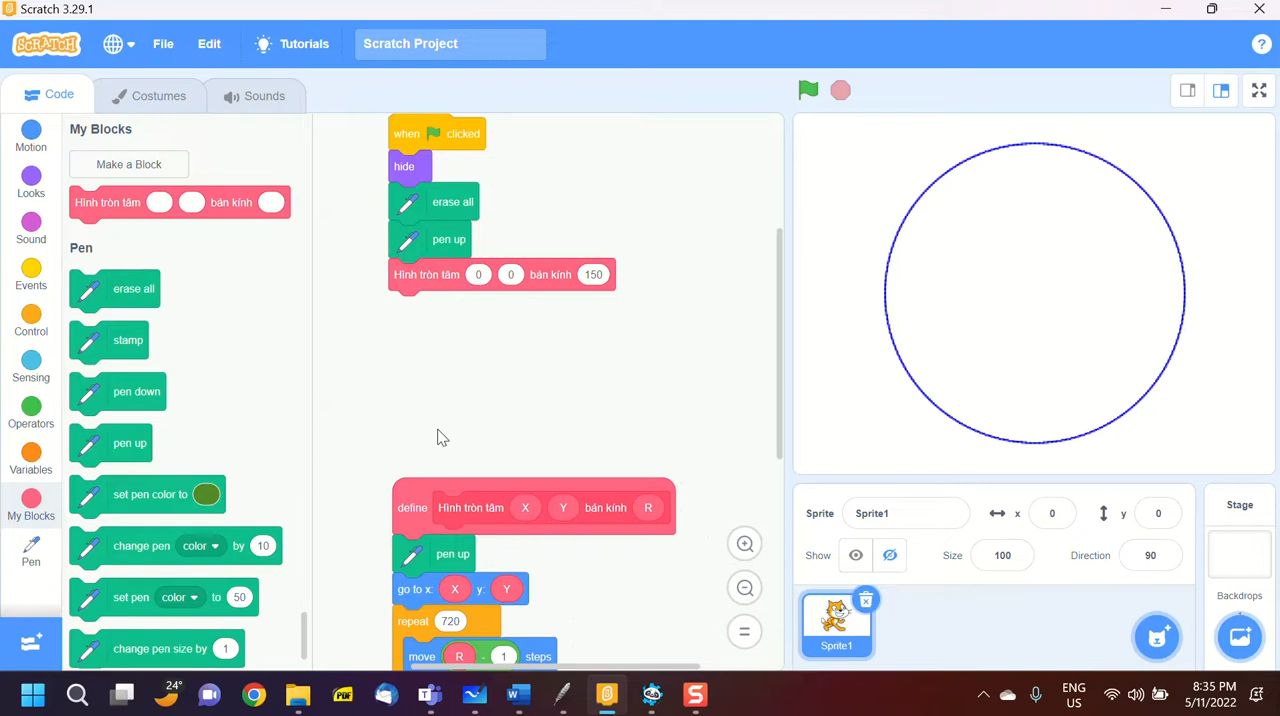 Scratch 3.29.1
SCRATCH
File
Edit
Tutorials
Scratch Project
?
Code
Costumes
Sounds
Motion
Looks
Sound
Events
Control
Sensing
Operators
Variables
My Blocks
Pen
My Blocks
Make a Block
Hình tròn tâm bán kính
Pen
erase all
stamp
pen down
pen up
set pen color to
change pen color by 10
set pen color to 50
change pen size by 1
when clicked
hide
erase all
pen up
Hình tròn tâm 0 0 bán kính 150
define Hình tròn tâm X Y bán kính R
pen up
go to x: X y: Y
repeat 720
move R - 1 steps
Sprite Sprite1 x 0 y 0
Show Size 100 Direction 90
Sprite1
Stage
Backdrops
24°
PDF
ENG
US
8:35 PM
5/11/2022